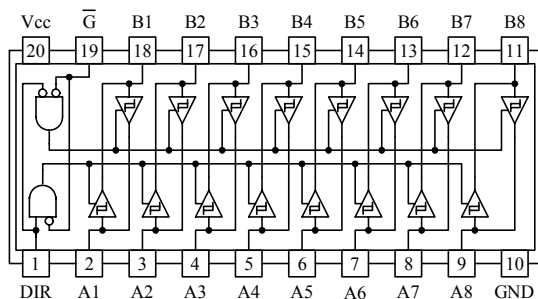 Vcc G B1 B2 B3 B4 B5 B6 B7 B8
20 19 18 17 16 15 14 13 12 11
1 2 3 4 5 6 7 8 9 10
DIR A1 A2 A3 A4 A5 A6 A7 A8 GND